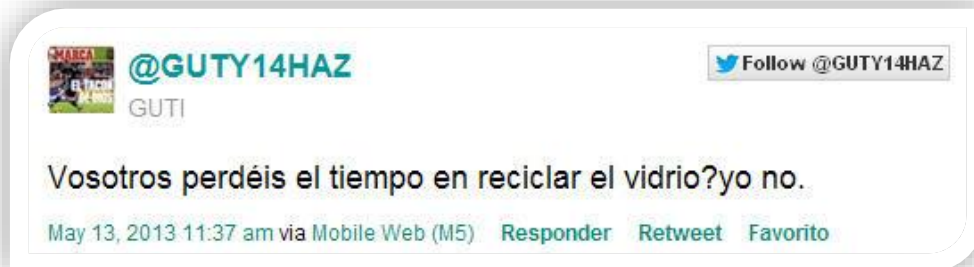 MARCA
EL TACÓN
DE DIOS
@GUTY14HAZ
Follow @GUTY14HAZ
GUTI
Vosotros perdéis el tiempo en reciclar el vidrio?yo no.
May 13, 2013 11:37 am via Mobile Web (M5) Responder Retweet Favorito